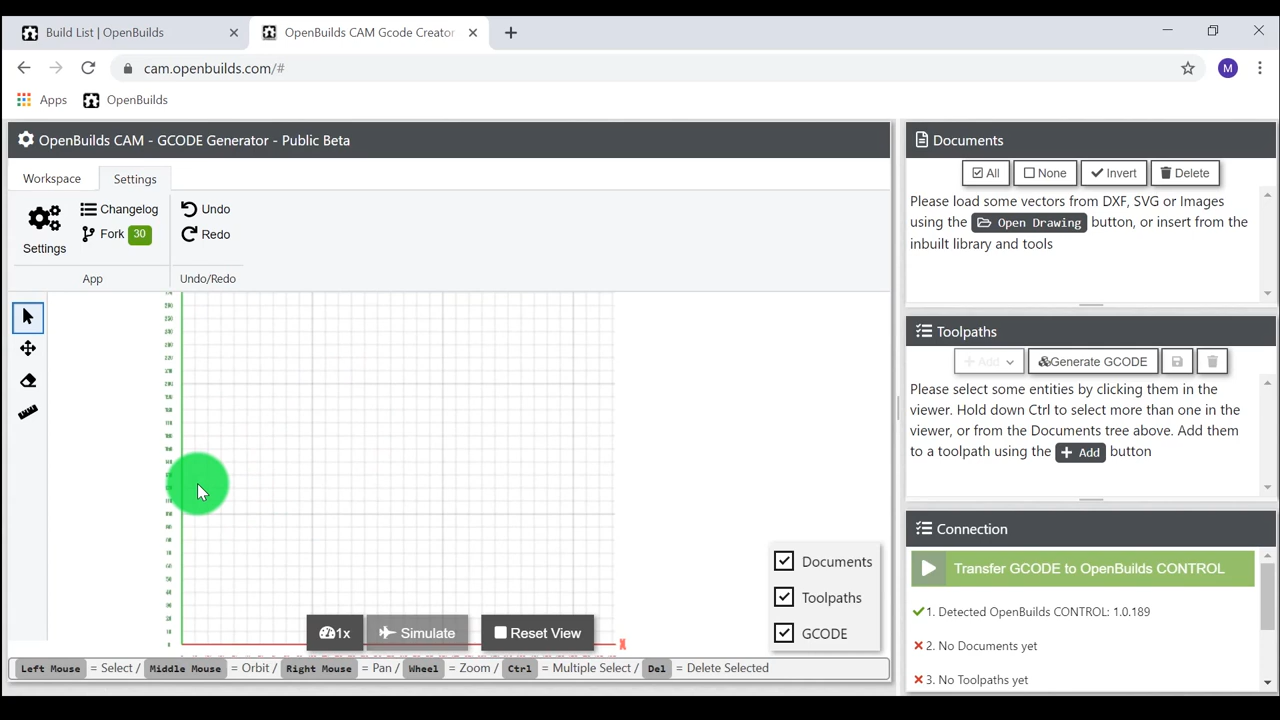 Build List | OpenBuilds
OpenBuilds CAM Gcode Creator
cam.openbuilds.com/#
M
Apps
OpenBuilds
OpenBuilds CAM - GCODE Generator - Public Beta
Workspace
Settings
Settings
Changelog
Fork 30
App
Undo
Redo
Undo/Redo
1x
Simulate
Reset View
X
Documents
Toolpaths
GCODE
Left Mouse = Select / Middle Mouse = Orbit / Right Mouse = Pan / Wheel = Zoom / Ctrl = Multiple Select / Del = Delete Selected
Documents
All
None
Invert
Delete
Please load some vectors from DXF, SVG or Images
using the Open Drawing button, or insert from the
inbuilt library and tools
Toolpaths
+ Add
Generate GCODE
Please select some entities by clicking them in the
viewer. Hold down Ctrl to select more than one in the
viewer, or from the Documents tree above. Add them
to a toolpath using the + Add button
Connection
Transfer GCODE to OpenBuilds CONTROL
1. Detected OpenBuilds CONTROL: 1.0.189
2. No Documents yet
3. No Toolpaths yet